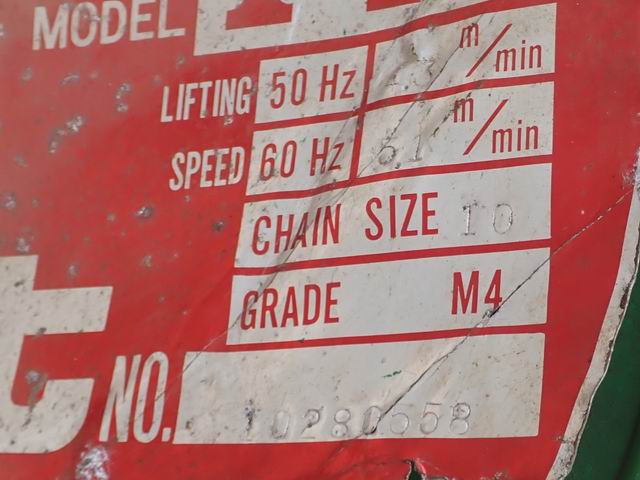 MODEL
LIFTING 50 Hz m/min
SPEED 60 Hz m/min
CHAIN SIZE 10
GRADE M4
t NO.